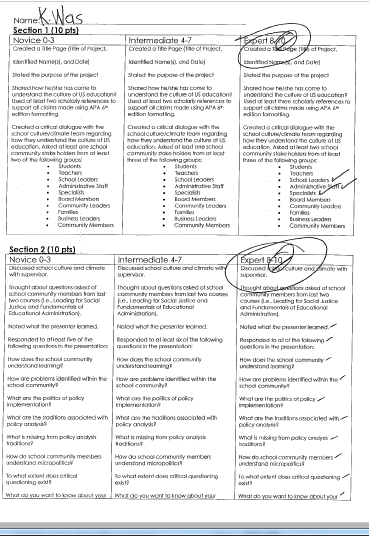 Name: K. Was
Section 1 (10 pts)
Novice 0-3
Created a Title Page (Title of Project,
Identified Name(s), and Date)
Stated the purpose of the project
Shared how he/she has come to
understand the culture of US education?
Used at least two scholarly references to
support all claims made using APA 6th
edition formatting.
Created a critical dialogue with the
school culture/climate team regarding
how they understand the culture of US
education. Asked at least one school
community stake holders from at least
two of the following groups:
• Students
• Teachers
• School Leaders
• Administrative Staff
• Specialists
• Board Members
• Community Leaders
• Families
• Business Leaders
• Community Members
Intermediate 4-7
Created a Title Page (Title of Project,
Identified Name(s), and Date)
Stated the purpose of the project
Shared how he/she has come to
understand the culture of US education?
Used at least two scholarly references to
support all claims made using APA 6th
edition formatting.
Created a critical dialogue with the
school culture/climate team regarding
how they understand the culture of US
education. Asked at least one school
community stake holders from at least
three of the following groups:
• Students
• Teachers
• School Leaders
• Administrative Staff
• Specialists
• Board Members
• Community Leaders
• Families
• Business Leaders
• Community Members
Expert 8-10
Created a Title Page (Title of Project,
Identified Name(s), and Date)
Stated the purpose of the project
Shared how he/she has come to
understand the culture of US education?
Used at least two scholarly references to
support all claims made using APA 6th
edition formatting.
Created a critical dialogue with the
school culture/climate team regarding
how they understand the culture of US
education. Asked at least two school
community stake holders from at least
three of the following groups:
• Students
• Teachers
• School Leaders
• Administrative Staff
• Specialists
• Board Members
• Community Leaders
• Families
• Business Leaders
• Community Members
Section 2 (10 pts)
Novice 0-3
Discussed school culture and climate
with supervisor.
Thought about questions asked of school
community members from last two
courses (i.e., Leading for Social
Justice and Fundamentals of
Educational Administration).
Noted what the presenter learned.
Responded to at least five of the
following questions in the presentation:
How does the school community
understand learning?
How are problems identified within the
school community?
What are the politics of policy
implementation?
What are the traditions associated with
policy analysis?
What is missing from policy analysis
traditions?
How do school community members
understand micropolitics?
To what extent does critical questioning
exist?
What do you want to know about your
Intermediate 4-7
Discussed school culture and climate with
supervisor.
Thought about questions asked of school
community members from last two courses
(i.e., Leading for Social Justice and
Fundamentals of Educational
Administration).
Noted what the presenter learned.
Responded to at least six of the following
questions in the presentation:
How does the school community
understand learning?
How are problems identified within the
school community?
What are the politics of policy
implementation?
What are the traditions associated with
policy analysis?
What is missing from policy analysis
traditions?
How do school community members
understand micropolitics?
To what extent does critical questioning
exist?
What do you want to know about your
Expert 8-10
Discussed school culture and climate with
supervisor.
Thought about questions asked of school
community members from last two
courses (i.e., Leading for Social Justice
and Fundamentals of Educational
Administration).
Noted what the presenter learned.
Responded to all of the following
questions in the presentation:
How does the school community
understand learning?
How are problems identified within the
school community?
What are the politics of policy
implementation?
What are the traditions associated with
policy analysis?
What is missing from policy analysis
traditions?
How do school community members
understand micropolitics?
To what extent does critical questioning
exist?
What do you want to know about your